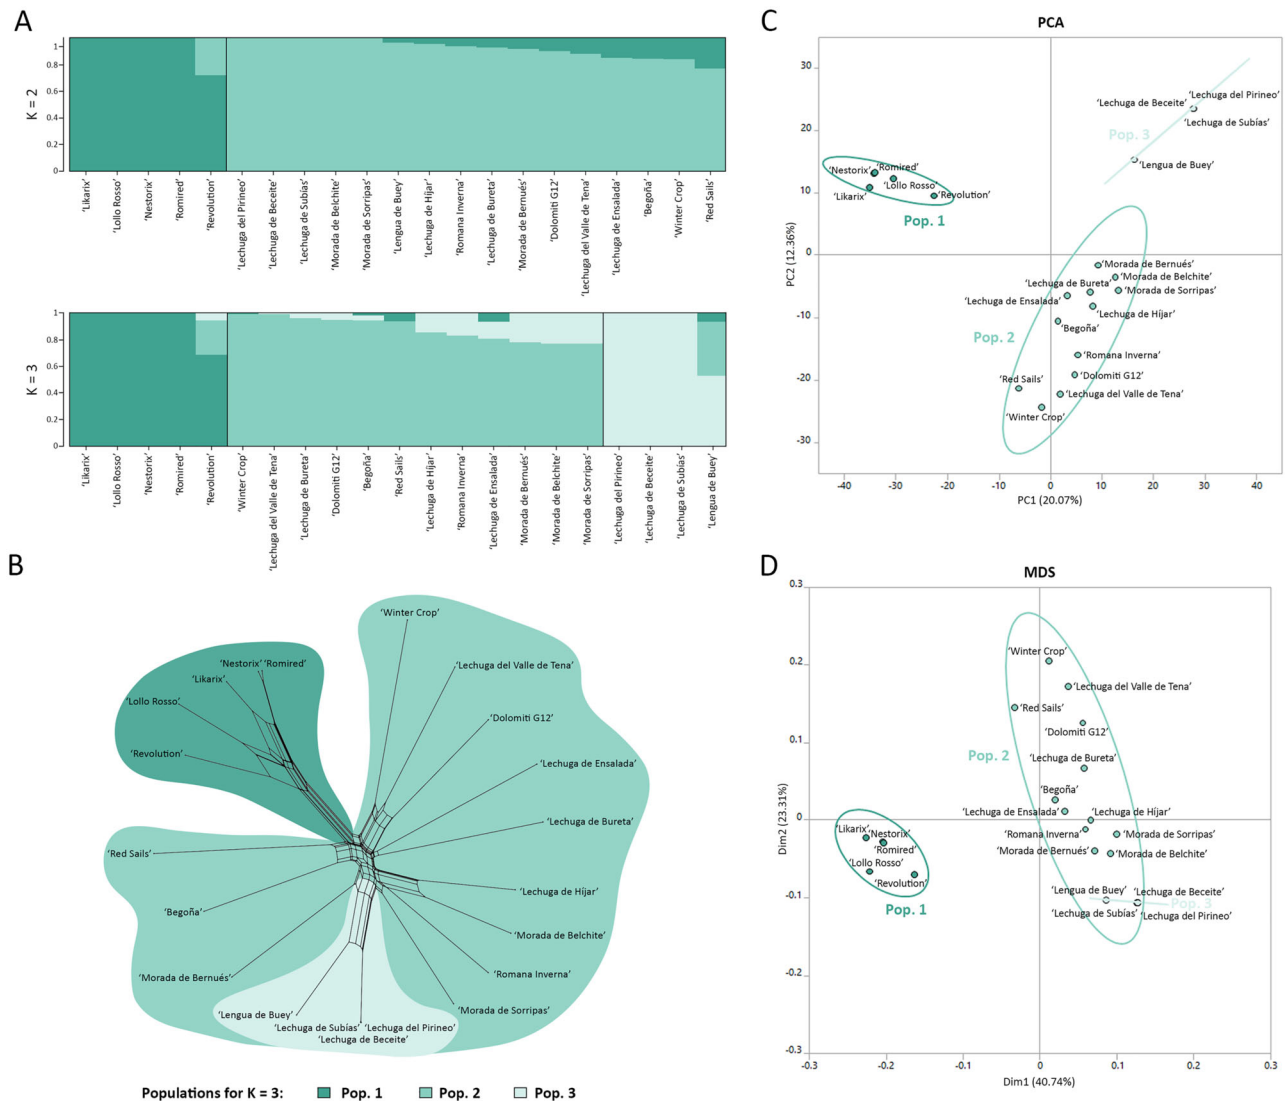 A
K = 2
1
0.8
0.6
0.4
0.2
0
'Likarix'
'Lollo Rosso'
'Nestorix'
'Romired'
'Revolution'
'Lechuga del Pirineo'
'Lechuga de Beceite'
'Lechuga de Subías'
'Morada de Belchite'
'Morada de Sorripas'
'Lengua de Buey'
'Lechuga de Híjar'
'Romana Inverna'
'Lechuga de Bureta'
'Morada de Bernués'
'Dolomiti G12'
'Lechuga del Valle de Tena'
'Lechuga de Ensalada'
'Begoña'
'Winter Crop'
'Red Sails'
K = 3
1
0.8
0.6
0.4
0.2
0
'Likarix'
'Lollo Rosso'
'Nestorix'
'Romired'
'Revolution'
'Winter Crop'
'Lechuga del Valle de Tena'
'Lechuga de Bureta'
'Dolomiti G12'
'Begoña'
'Red Sails'
'Lechuga de Híjar'
'Romana Inverna'
'Lechuga de Ensalada'
'Morada de Bernués'
'Morada de Belchite'
'Morada de Sorripas'
'Lechuga del Pirineo'
'Lechuga de Beceite'
'Lechuga de Subías'
'Lengua de Buey'
B
'Winter Crop'
'Nestorix' 'Romired'
'Likarix'
'Lechuga del Valle de Tena'
'Lollo Rosso'
'Dolomiti G12'
'Revolution'
'Lechuga de Ensalada'
'Lechuga de Bureta'
'Red Sails'
'Lechuga de Híjar'
'Begoña'
'Morada de Belchite'
'Morada de Bernués'
'Romana Inverna'
'Morada de Sorripas'
'Lengua de Buey'
'Lechuga de Subías' 'Lechuga del Pirineo'
'Lechuga de Beceite'
Populations for K = 3: Pop. 1 Pop. 2 Pop. 3
C
PCA
PC2 (12.36%)
30
20
10
0
-10
-20
-30
'Lechuga del Pirineo'
'Lechuga de Beceite'
'Lechuga de Subías'
Pop. 3
'Lengua de Buey'
'Nestorix' 'Romired'
'Lollo Rosso'
'Likarix' 'Revolution'
Pop. 1
'Morada de Bernués'
'Morada de Belchite'
'Lechuga de Bureta'
'Morada de Sorripas'
'Lechuga de Ensalada'
'Lechuga de Híjar'
'Begoña'
Pop. 2
'Romana Inverna'
'Red Sails' 'Dolomiti G12'
'Lechuga del Valle de Tena'
'Winter Crop'
-40 -30 -20 -10 0 10 20 30 40
PC1 (20.07%)
D
MDS
Dim2 (23.31%)
0.3
0.2
0.1
0
-0.1
-0.2
-0.3
'Winter Crop'
'Lechuga del Valle de Tena'
'Red Sails'
'Dolomiti G12'
Pop. 2
'Lechuga de Bureta'
'Begoña'
'Lechuga de Ensalada' 'Lechuga de Híjar'
'Likarix' 'Nestorix'
'Romana Inverna' 'Morada de Sorripas'
'Romired'
'Morada de Bernués' 'Morada de Belchite'
'Lollo Rosso'
'Revolution'
'Lengua de Buey' 'Lechuga de Beceite'
Pop. 1
Pop. 3
'Lechuga de Subías' 'Lechuga del Pirineo'
-0.3 -0.2 -0.1 0 0.1 0.2 0.3
Dim1 (40.74%)